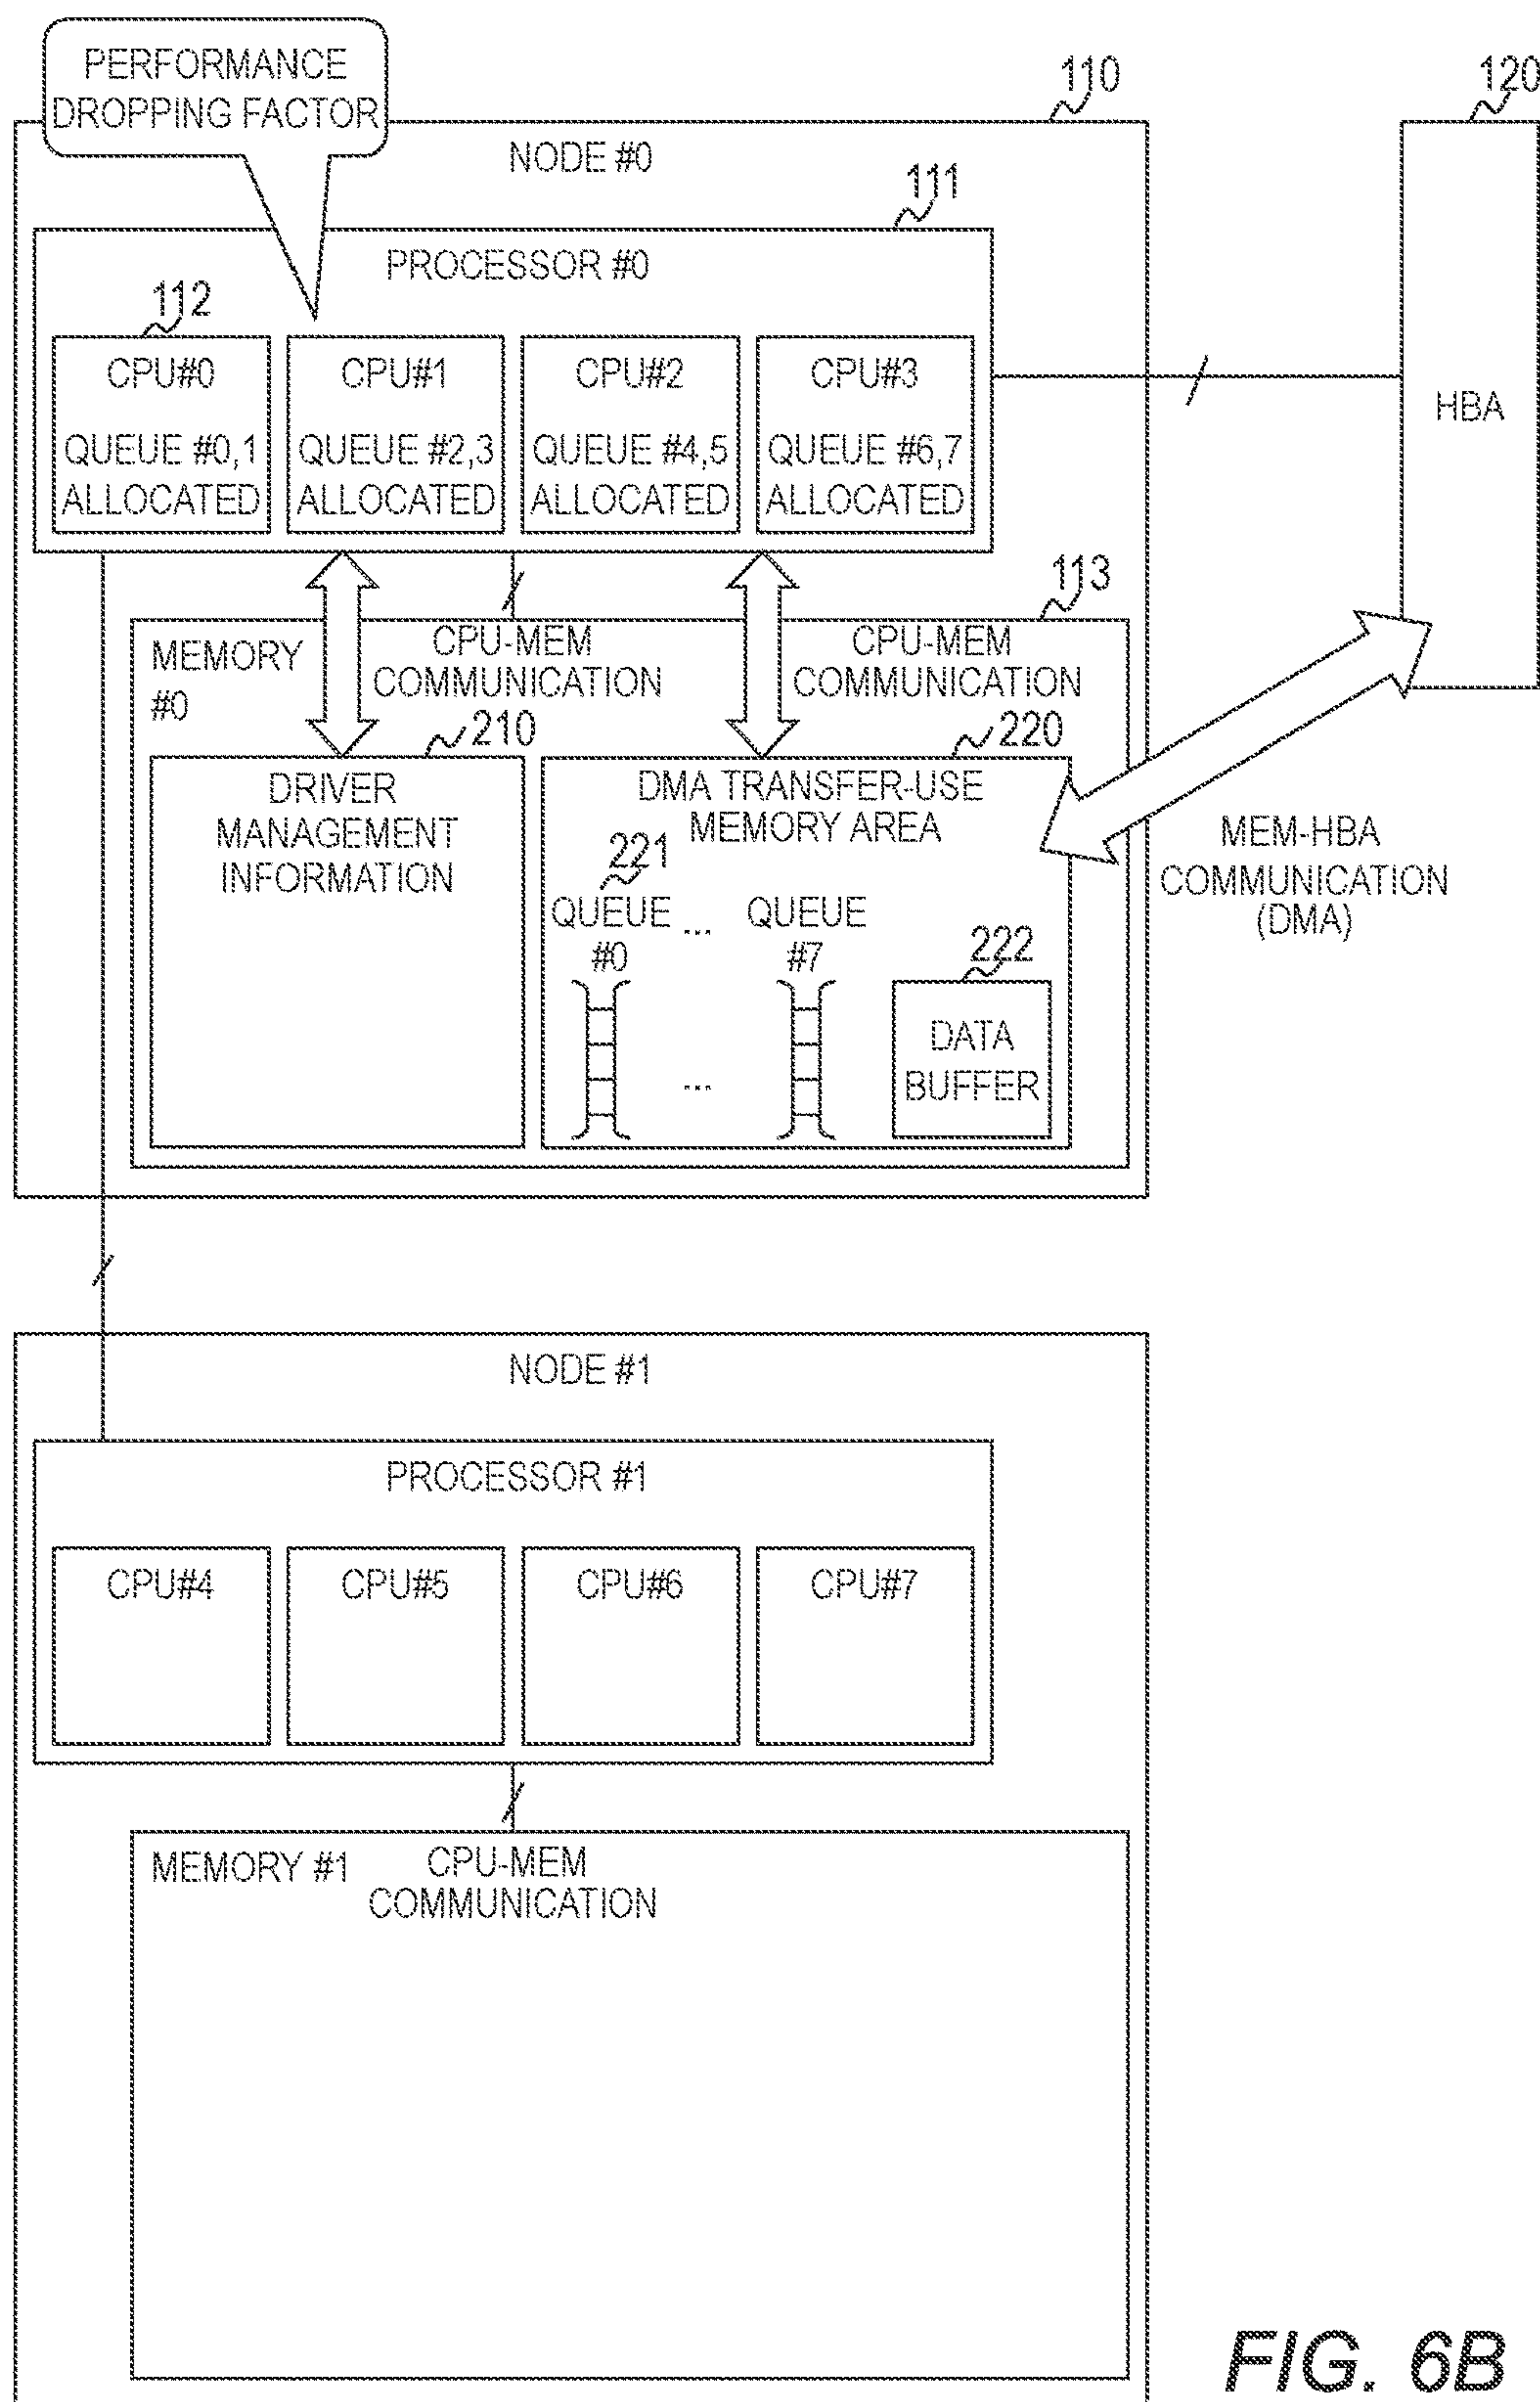 PERFORMANCE
DROPPING FACTOR
110
120
NODE #0
111
PROCESSOR #0
112
CPU#0
QUEUE #0,1
ALLOCATED
CPU#1
QUEUE #2,3
ALLOCATED
CPU#2
QUEUE #4,5
ALLOCATED
CPU#3
QUEUE #6,7
ALLOCATED
HBA
113
MEMORY
#0
CPU-MEM
COMMUNICATION
CPU-MEM
COMMUNICATION
210
220
DRIVER
MANAGEMENT
INFORMATION
DMA TRANSFER-USE
MEMORY AREA
221
QUEUE
#0
...
QUEUE
#7
...
222
DATA
BUFFER
MEM-HBA
COMMUNICATION
(DMA)
NODE #1
PROCESSOR #1
CPU#4
CPU#5
CPU#6
CPU#7
MEMORY #1
CPU-MEM
COMMUNICATION
FIG. 6B